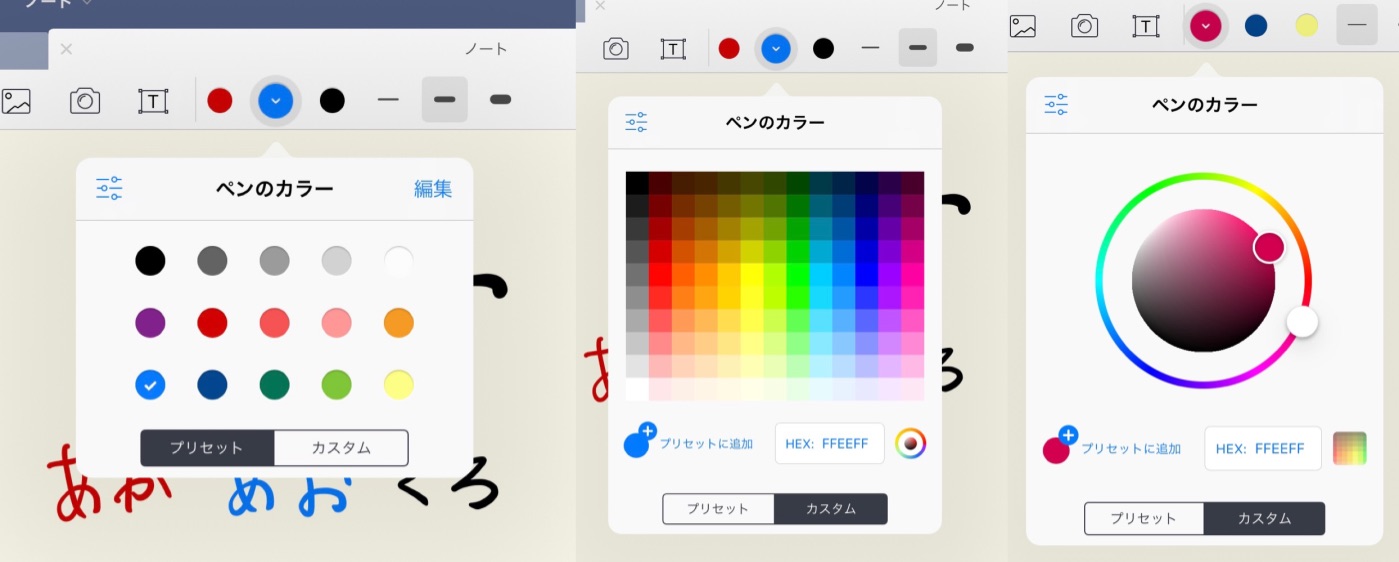 ノート
ノート
T
ペンのカラー
編集
プリセット
カスタム
あか
あお
くろ
ノート
T
ペンのカラー
プリセットに追加
HEX: FFEEFF
プリセット
カスタム
あ
ろ
T
ペンのカラー
プリセットに追加
HEX: FFEEFF
プリセット
カスタム